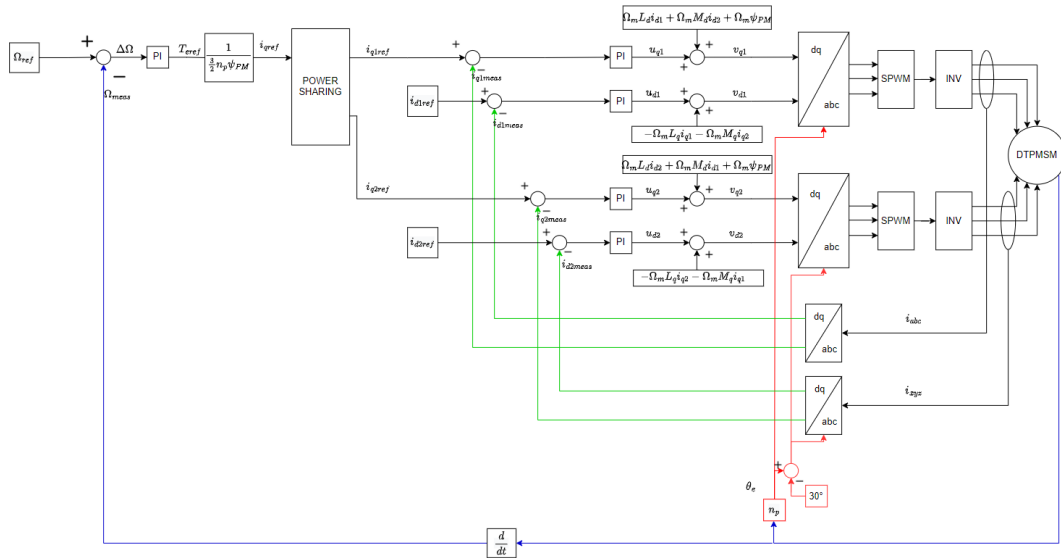 Ω_m L_d i_d1 + Ω_m M_d i_d2 + Ω_m ψ_PM
Ω_ref
+
−
ΔΩ
Ω_meas
PI
T_eref
1
3/2 n_p ψ_PM
i_qref
POWER SHARING
i_q1ref
+
−
i_q1meas
PI
u_q1
+
+
v_q1
dq
abc
SPWM
INV
i_d1ref
+
−
i_d1meas
PI
u_d1
+
+
v_d1
−Ω_m L_q i_q1 − Ω_m M_q i_q2
DTPMSM
Ω_m L_d i_d2 + Ω_m M_d i_d1 + Ω_m ψ_PM
i_q2ref
+
−
i_q2meas
PI
u_q2
+
+
v_q2
dq
abc
SPWM
INV
i_d2ref
+
−
i_d2meas
PI
u_d2
+
+
v_d2
−Ω_m L_q i_q2 − Ω_m M_q i_q1
dq
abc
i_abc
dq
abc
i_xyz
+
−
30°
θ_e
n_p
d
dt